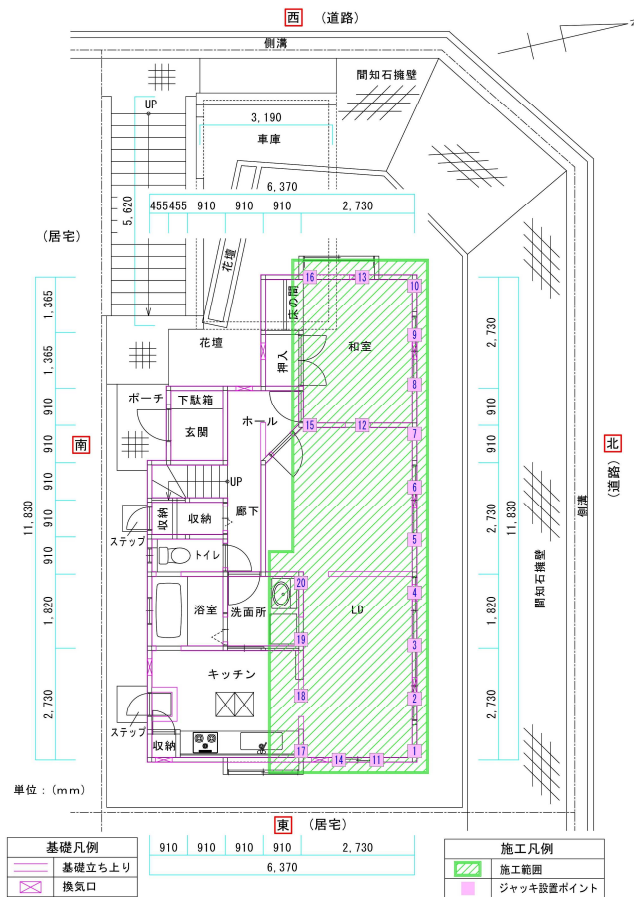 西 (道路)
側溝
間知石擁壁
UP
3,190
車庫
6,370
455 455 910 910 910 2,730
5,620
(居宅)
花壇
16 13
床の間
10
1,365
花壇
押入
和室
9
2,730
1,365
8
ポーチ
下駄箱
ホール
15 12
7
910
910
玄関
南
910
6
北
(道路)
910
UP
11,830
収納
収納
廊下
5
2,730
11,830
側溝
910
ステップ
トイレ
910
間知石擁壁
20
4
1,820
浴室
洗面所
LD
1,820
19
3
キッチン
18
2
2,730
2,730
ステップ
収納
17 14 11 1
単位:(mm)
東 (居宅)
910 910 910 910 2,730
6,370
基礎凡例
基礎立ち上り
換気口
施工凡例
施工範囲
ジャッキ設置ポイント